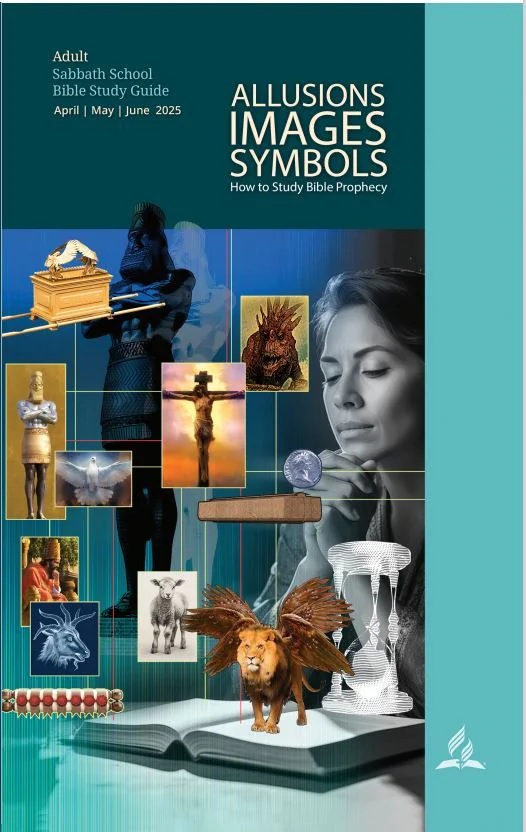 Adult
Sabbath School
Bible Study Guide
April | May | June 2025
ALLUSIONS
IMAGES
SYMBOLS
How to Study Bible Prophecy